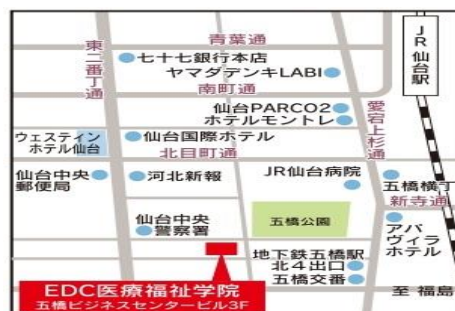 青葉通
JR仙台駅
東二番丁通
七十七銀行本店
ヤマダデンキLABI
南町通
仙台PARCO2
ホテルモントレ
愛宕上杉通
ウェスティン
ホテル仙台
仙台国際ホテル
北目町通
仙台中央
郵便局
河北新報
JR仙台病院
五橋横丁
新寺通
仙台中央
警察署
五橋公園
アパ
ヴィラ
ホテル
地下鉄五橋駅
北4出口
五橋交番
至 福島
EDC医療福祉学院
五橋ビジネスセンタービル3F